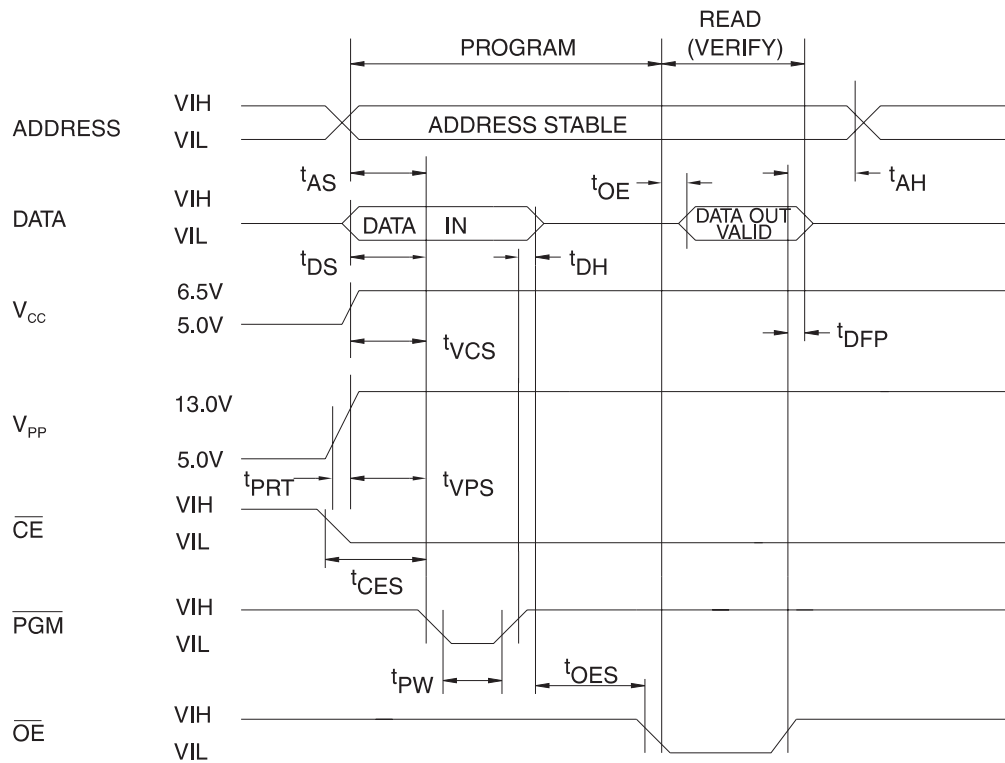 READ
PROGRAM (VERIFY)
VIH
ADDRESS ADDRESS STABLE
VIL
tAS tOE tAH
VIH
DATA DATA IN DATA OUT VALID
VIL
tDS tDH
6.5V
VCC
5.0V
tVCS tDFP
13.0V
VPP
5.0V
tPRT tVPS
VIH
CE
VIL
tCES
VIH
PGM
VIL
tPW tOES
VIH
OE
VIL